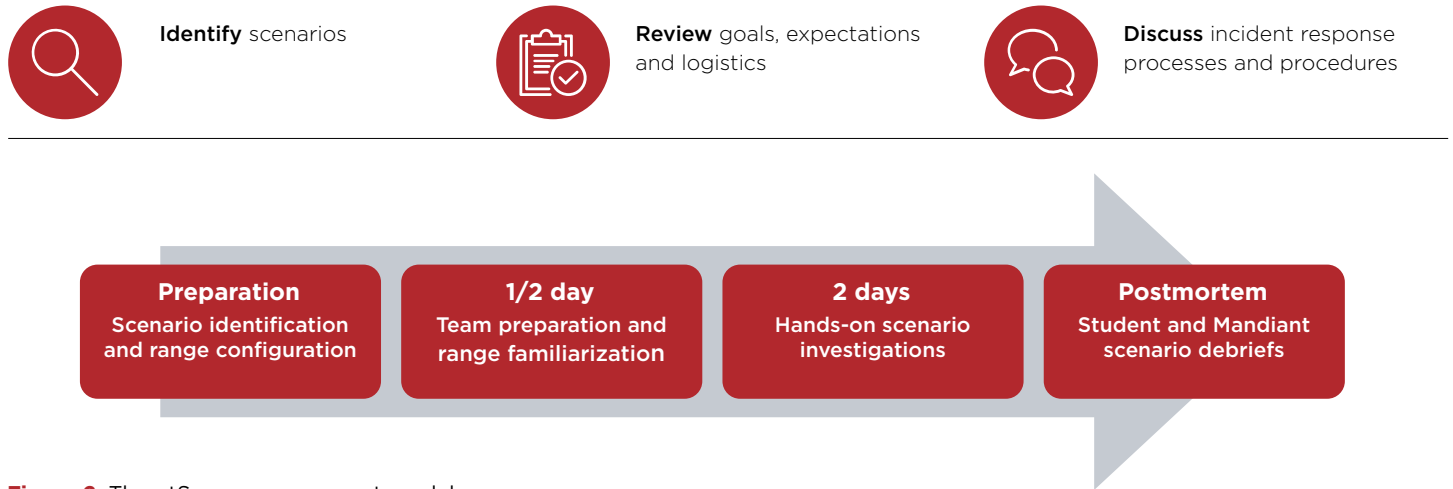 Identify scenarios
Review goals, expectations
and logistics
Discuss incident response
processes and procedures
Preparation
Scenario identification
and range configuration
1/2 day
Team preparation and
range familiarization
2 days
Hands-on scenario
investigations
Postmortem
Student and Mandiant
scenario debriefs